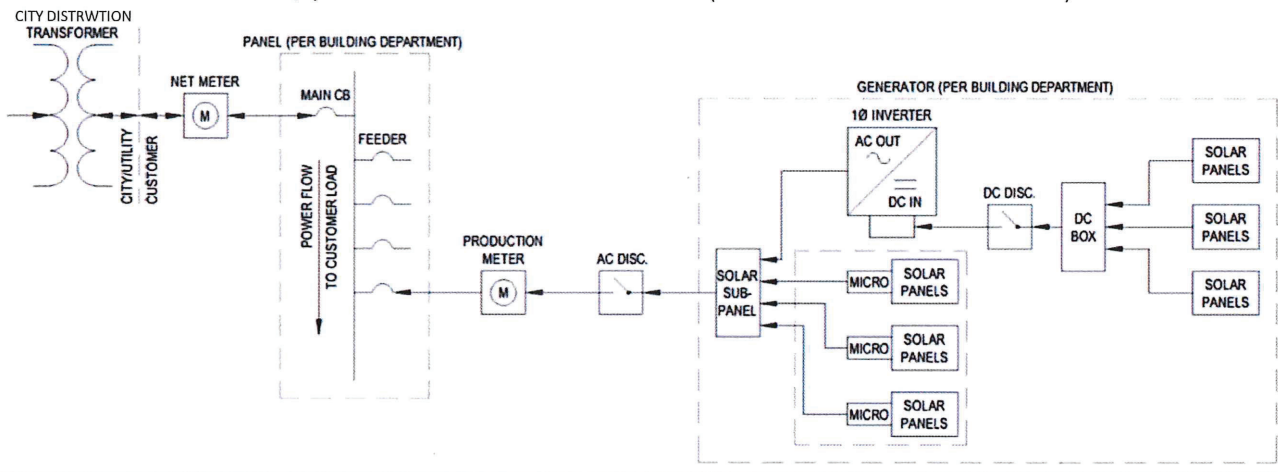 CITY DISTRWTION
TRANSFORMER
PANEL (PER BUILDING DEPARTMENT)
NET METER
M
MAIN CB
FEEDER
CITY/UTILITY
CUSTOMER
POWER FLOW
TO CUSTOMER LOAD
PRODUCTION
METER
M
AC DISC.
GENERATOR (PER BUILDING DEPARTMENT)
1Ø INVERTER
AC OUT
DC IN
DC DISC.
DC
BOX
SOLAR
PANELS
SOLAR
PANELS
SOLAR
PANELS
SOLAR
SUB-
PANEL
MICRO
SOLAR
PANELS
MICRO
SOLAR
PANELS
MICRO
SOLAR
PANELS